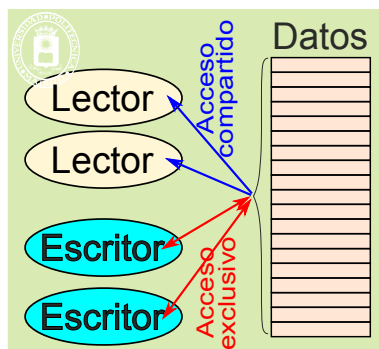 Datos
Lector
Acceso
compartido
Lector
Escritor
Acceso
exclusivo
Escritor